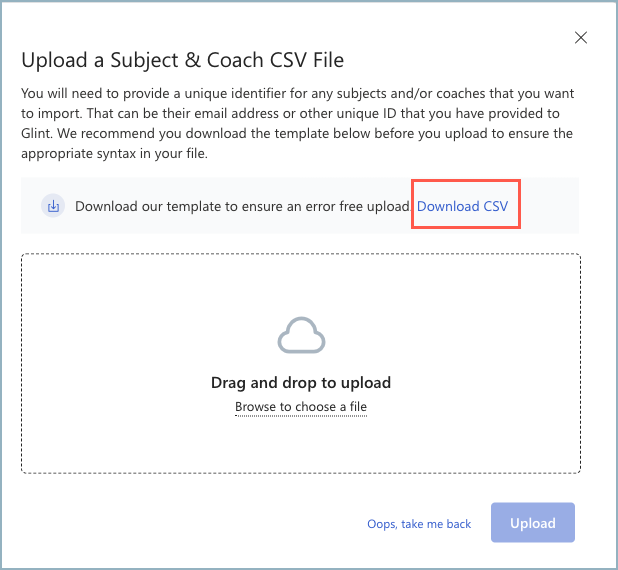 Upload a Subject & Coach CSV File
You will need to provide a unique identifier for any subjects and/or coaches that you want
to import. That can be their email address or other unique ID that you have provided to
Glint. We recommend you download the template below before you upload to ensure the
appropriate syntax in your file.
Download our template to ensure an error free upload. Download CSV
Drag and drop to upload
Browse to choose a file
Oops, take me back Upload